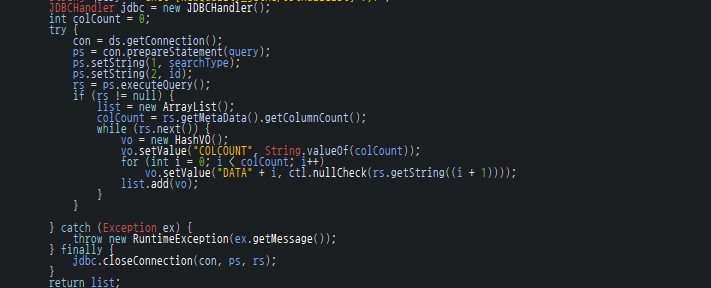 JDBCHandler jdbc = new JDBCHandler();
int colCount = 0;
try {
con = ds.getConnection();
ps = con.prepareStatement(query);
ps.setString(1, searchType);
ps.setString(2, id);
rs = ps.executeQuery();
if (rs != null) {
list = new ArrayList();
colCount = rs.getMetaData().getColumnCount();
while (rs.next()) {
vo = new HashVO();
vo.setValue("COLCOUNT", String.valueOf(colCount));
for (int i = 0; i < colCount; i++)
vo.setValue("DATA" + i, ctl.nullCheck(rs.getString((i + 1))));
list.add(vo);
}
}
} catch (Exception ex) {
throw new RuntimeException(ex.getMessage());
} finally {
jdbc.closeConnection(con, ps, rs);
}
return list;